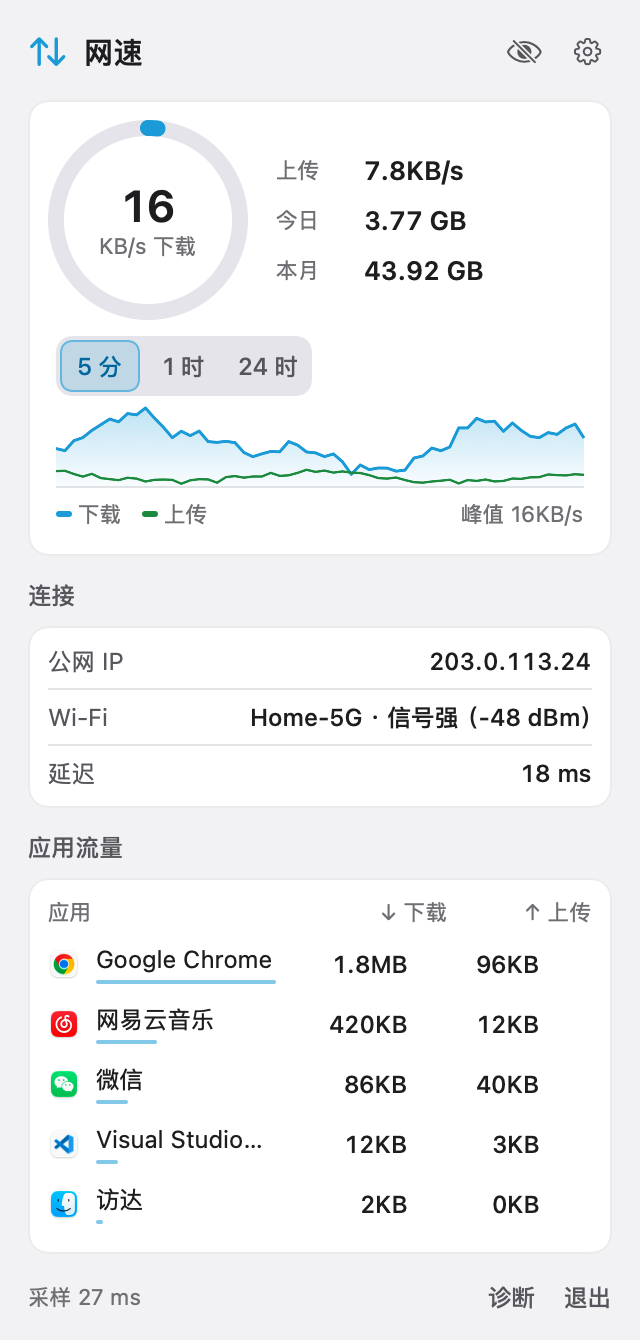 网速
16
KB/s 下载
上传 7.8KB/s
今日 3.77 GB
本月 43.92 GB
5 分 1 时 24 时
下载 上传 峰值 16KB/s
连接
公网 IP 203.0.113.24
Wi-Fi Home-5G · 信号强 (-48 dBm)
延迟 18 ms
应用流量
应用 ↓ 下载 ↑ 上传
Google Chrome 1.8MB 96KB
网易云音乐 420KB 12KB
微信 86KB 40KB
Visual Studio... 12KB 3KB
访达 2KB 0KB
采样 27 ms 诊断 退出